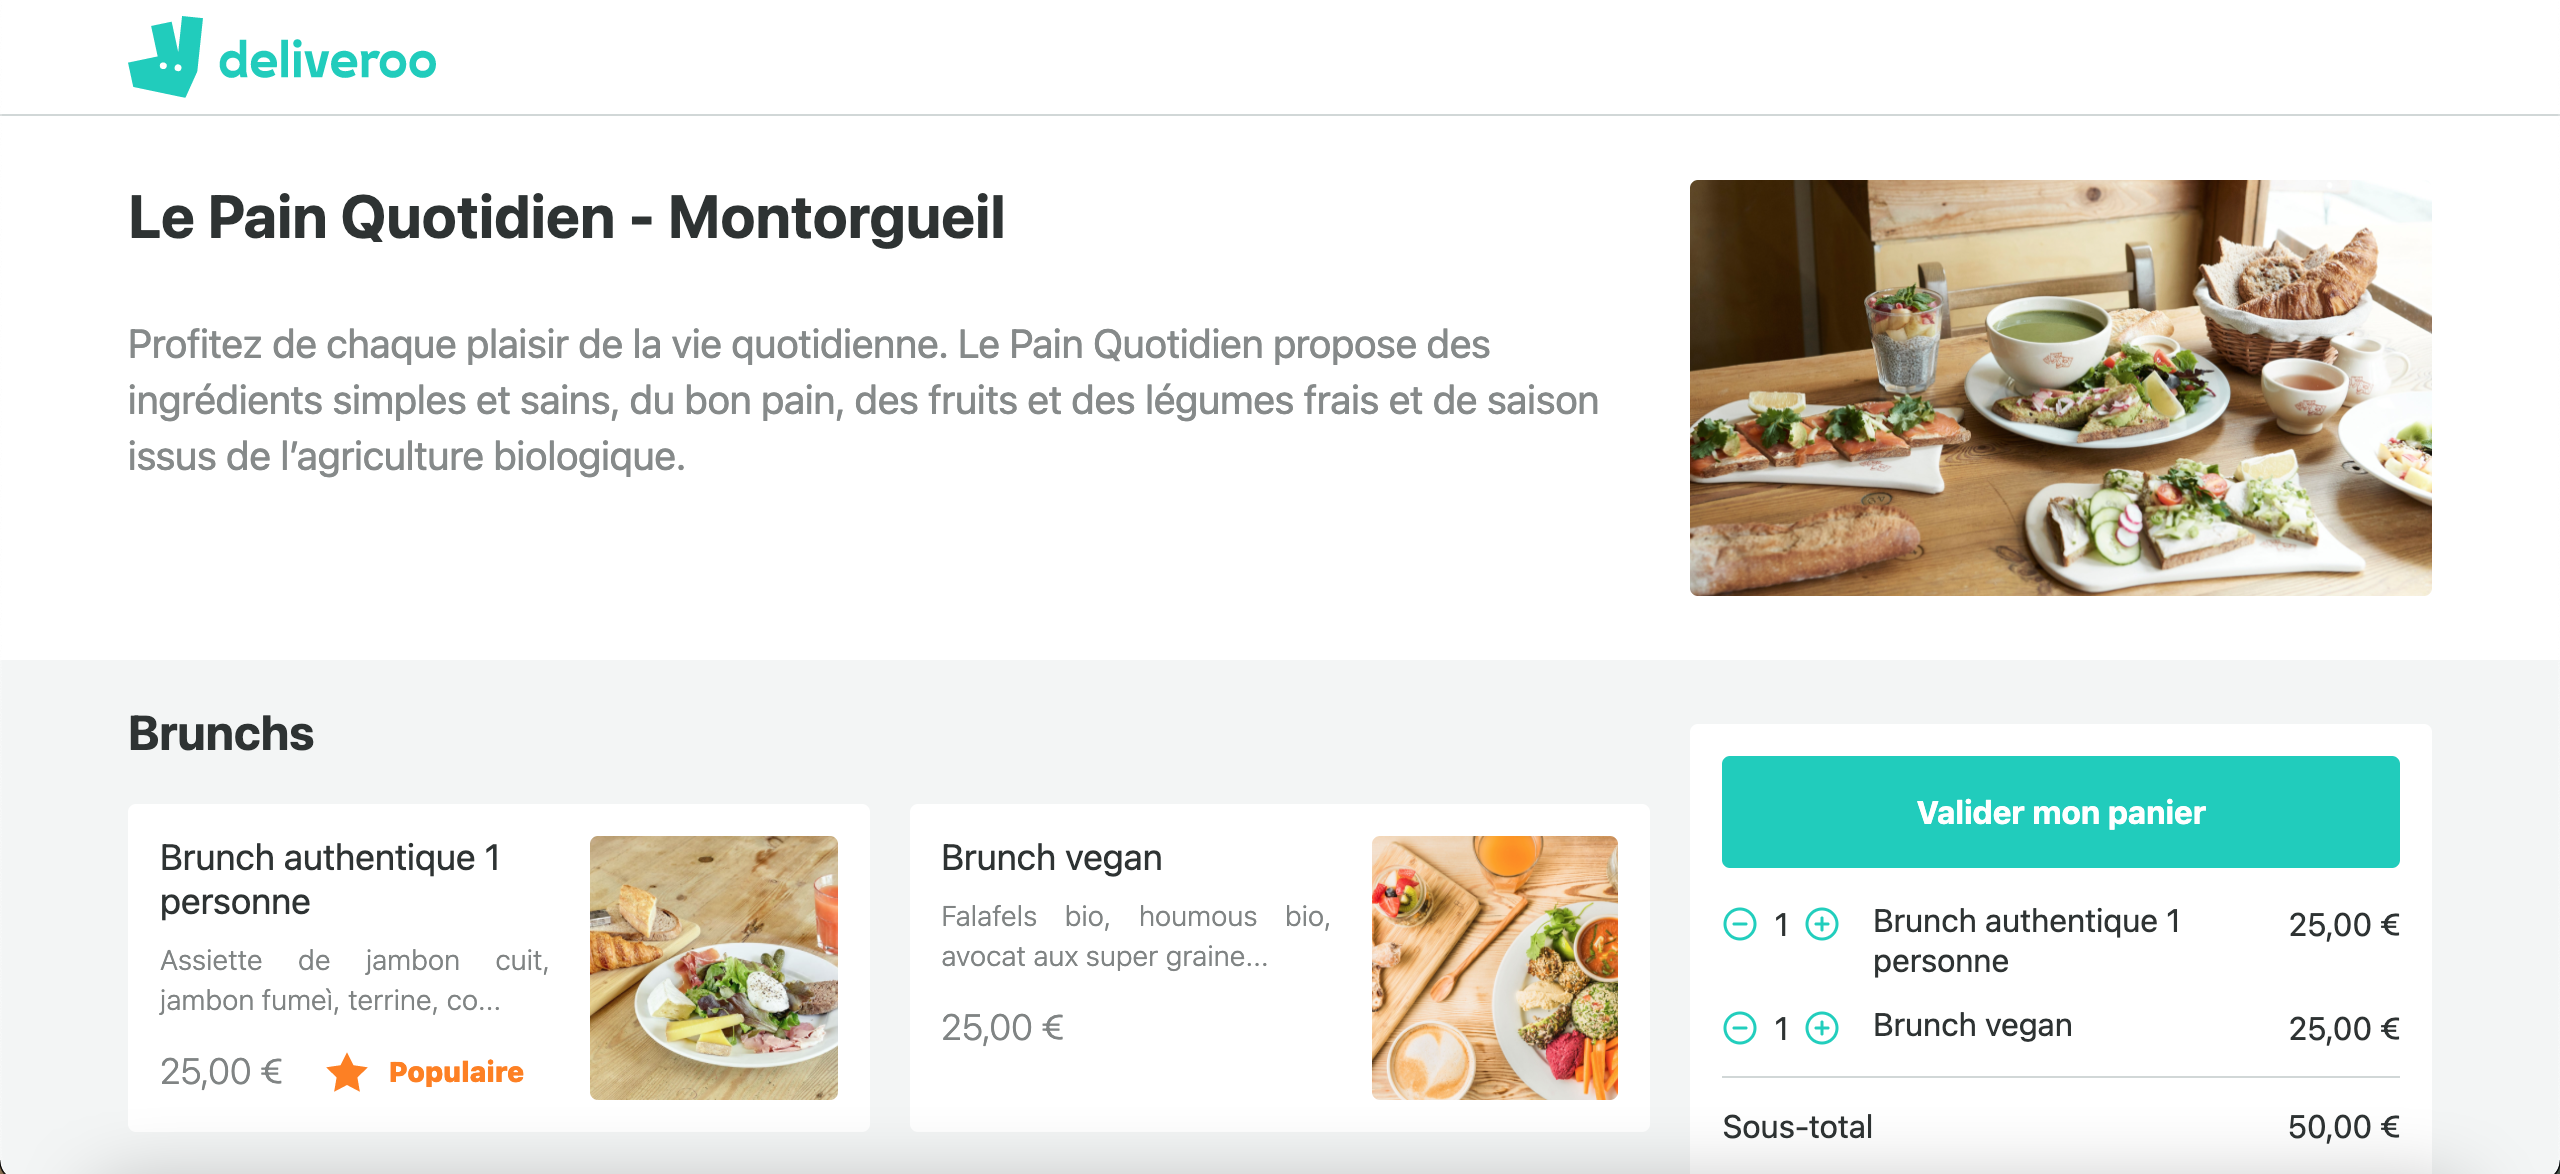 deliveroo
Le Pain Quotidien - Montorgueil
Profitez de chaque plaisir de la vie quotidienne. Le Pain Quotidien propose des
ingrédients simples et sains, du bon pain, des fruits et des légumes frais et de saison
issus de l’agriculture biologique.
Brunchs
Brunch authentique 1
personne
Assiette de jambon cuit,
jambon fumeì, terrine, co...
25,00 €
Populaire
Brunch vegan
Falafels bio, houmous bio,
avocat aux super graine...
25,00 €
Valider mon panier
1 Brunch authentique 1 25,00 €
personne
1 Brunch vegan 25,00 €
Sous-total 50,00 €